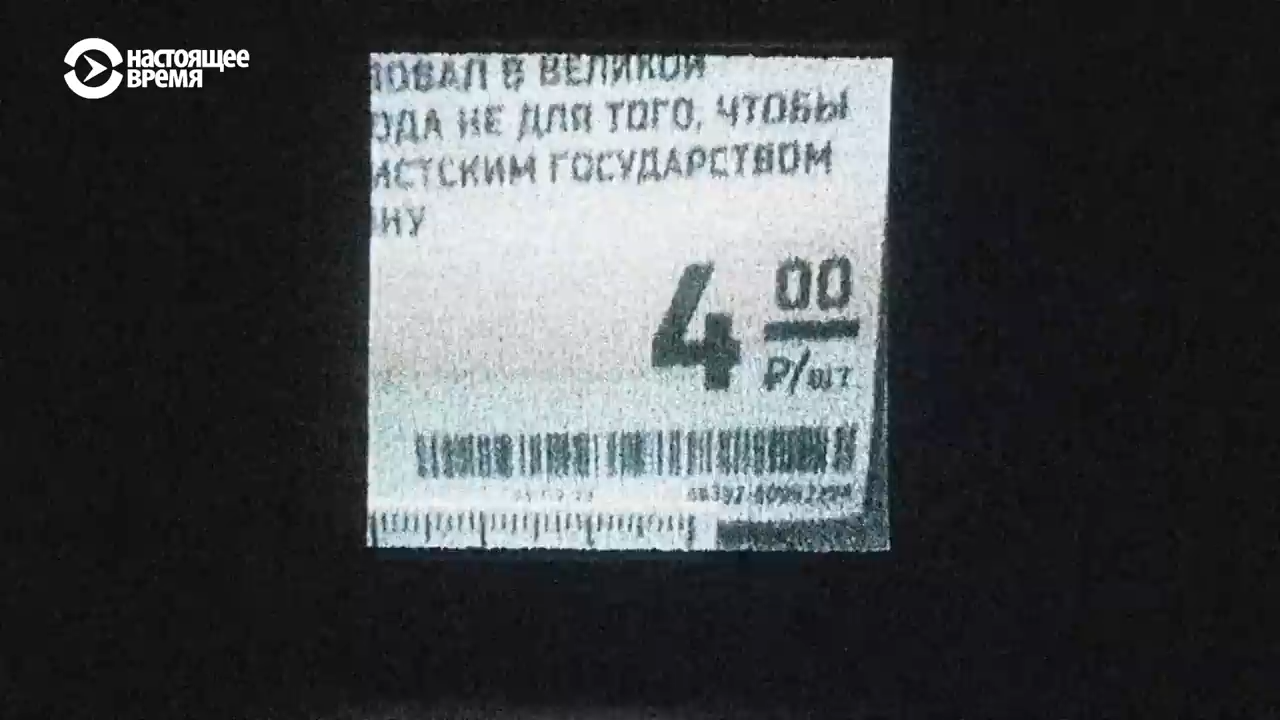 НАСТОЯЩЕЕ
ВРЕМЯ
ОВАЛ В ВЕЛИКОЙ
ОДА НЕ ДЛЯ ТОГО, ЧТОБЫ
ИСТСКИМ ГОСУДАРСТВОМ
НУ
4 00
₽/шт